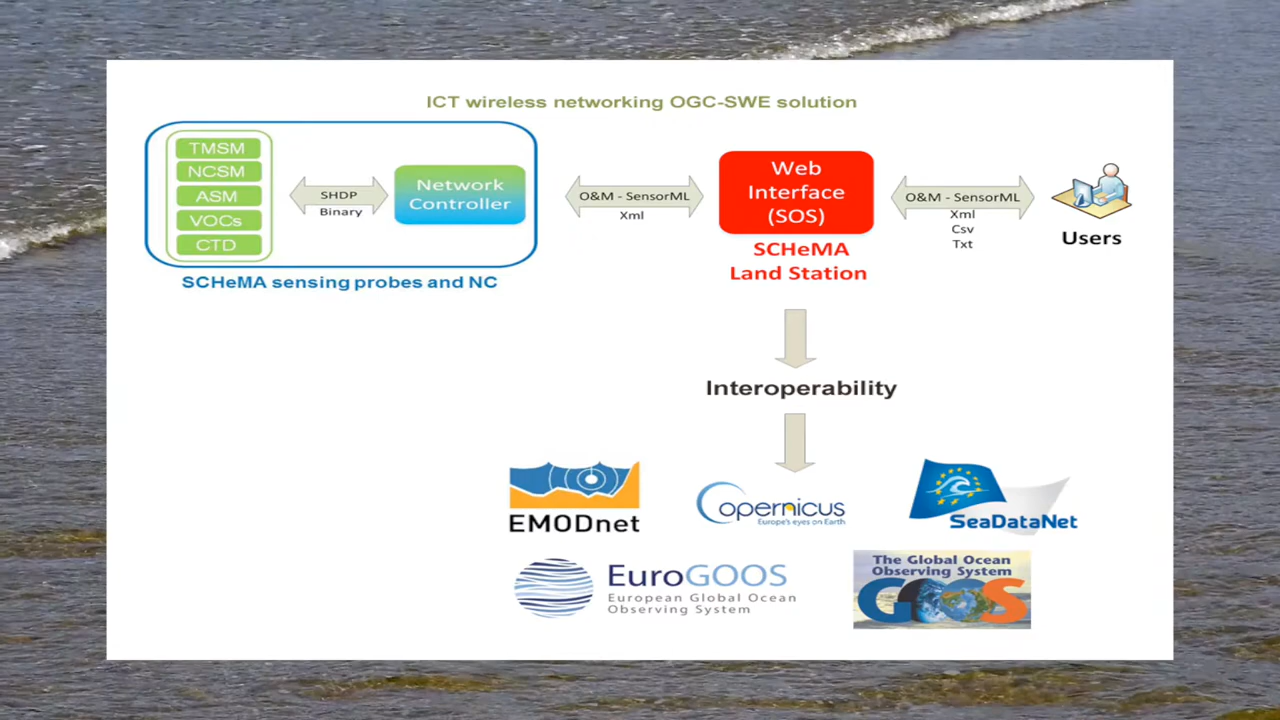 ICT wireless networking OGC-SWE solution
TMSM
NCSM
ASM
VOCs
CTD
SHDP
Binary
Network
Controller
SCHeMA sensing probes and NC
O&M - SensorML
Xml
Web
Interface
(SOS)
SCHeMA
Land Station
O&M - SensorML
Xml
Csv
Txt
Users
Interoperability
EMODnet
Copernicus
Europe's eyes on Earth
SeaDataNet
EuroGOOS
European Global Ocean
Observing System
The Global Ocean
Observing System
GOOS